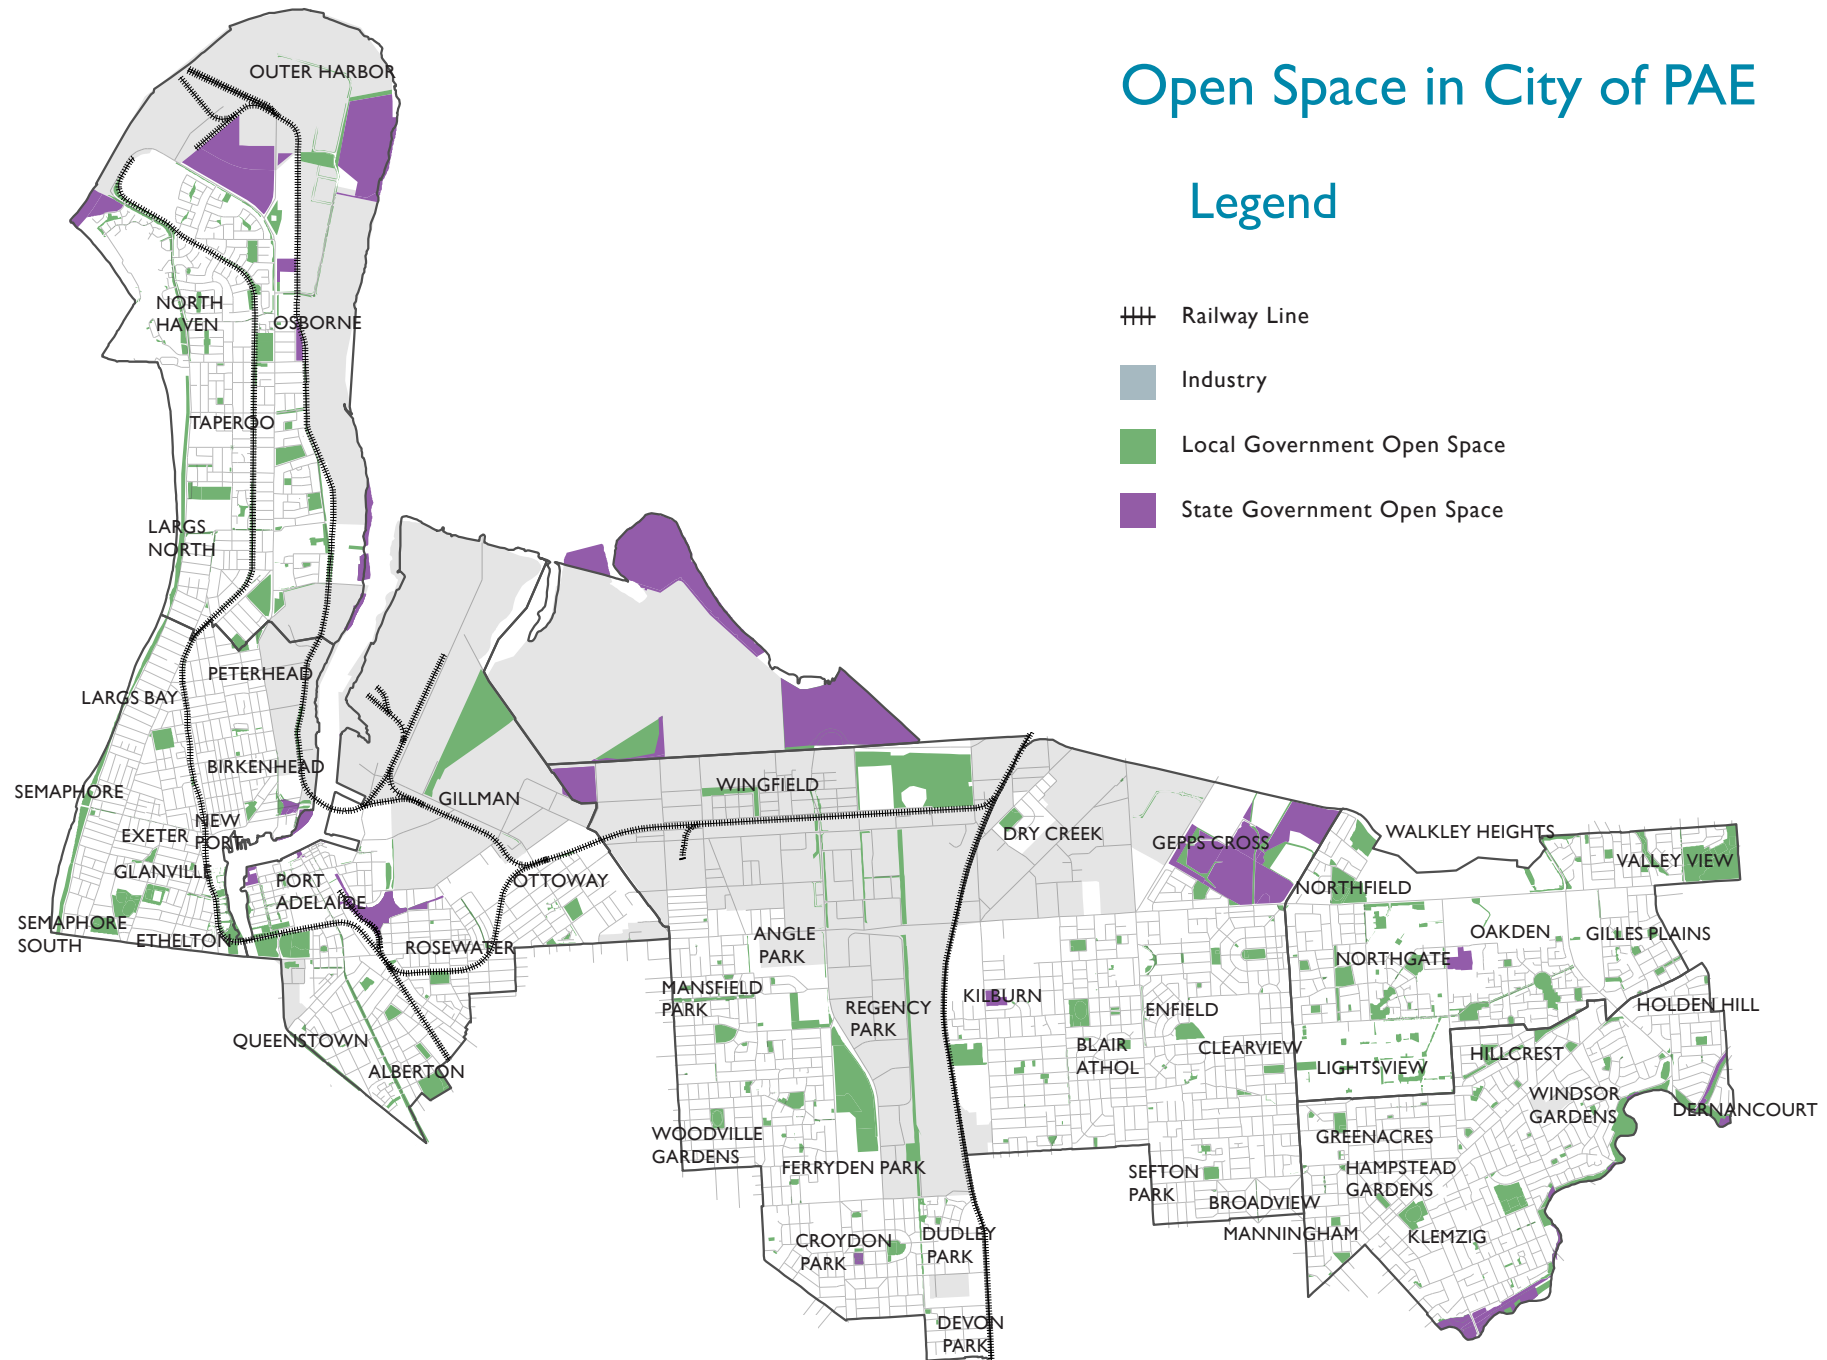 Open Space in City of PAE
Legend
Railway Line
Industry
Local Government Open Space
State Government Open Space
OUTER HARBOR
NORTH
HAVEN
OSBORNE
TAPEROO
LARGS
NORTH
PETERHEAD
LARGS BAY
BIRKENHEAD
SEMAPHORE
GILLMAN
WINGFIELD
EXETER
NEW
PORT
DRY CREEK
GEPPS CROSS
WALKLEY HEIGHTS
VALLEY VIEW
GLANVILLE
PORT
ADELAIDE
OTTOWAY
NORTHFIELD
SEMAPHORE
SOUTH
ETHELTON
ROSEWATER
ANGLE
PARK
OAKDEN
GILLES PLAINS
NORTHGATE
MANSFIELD
PARK
REGENCY
PARK
KILBURN
ENFIELD
HOLDEN HILL
QUEENSTOWN
BLAIR
ATHOL
CLEARVIEW
HILLCREST
ALBERTON
LIGHTSVIEW
WINDSOR
GARDENS
DERNANCOURT
WOODVILLE
GARDENS
GREENACRES
FERRYDEN PARK
SEFTON
PARK
HAMPSTEAD
GARDENS
BROADVIEW
CROYDON
PARK
DUDLEY
PARK
MANNINGHAM
KLEMZIG
DEVON
PARK